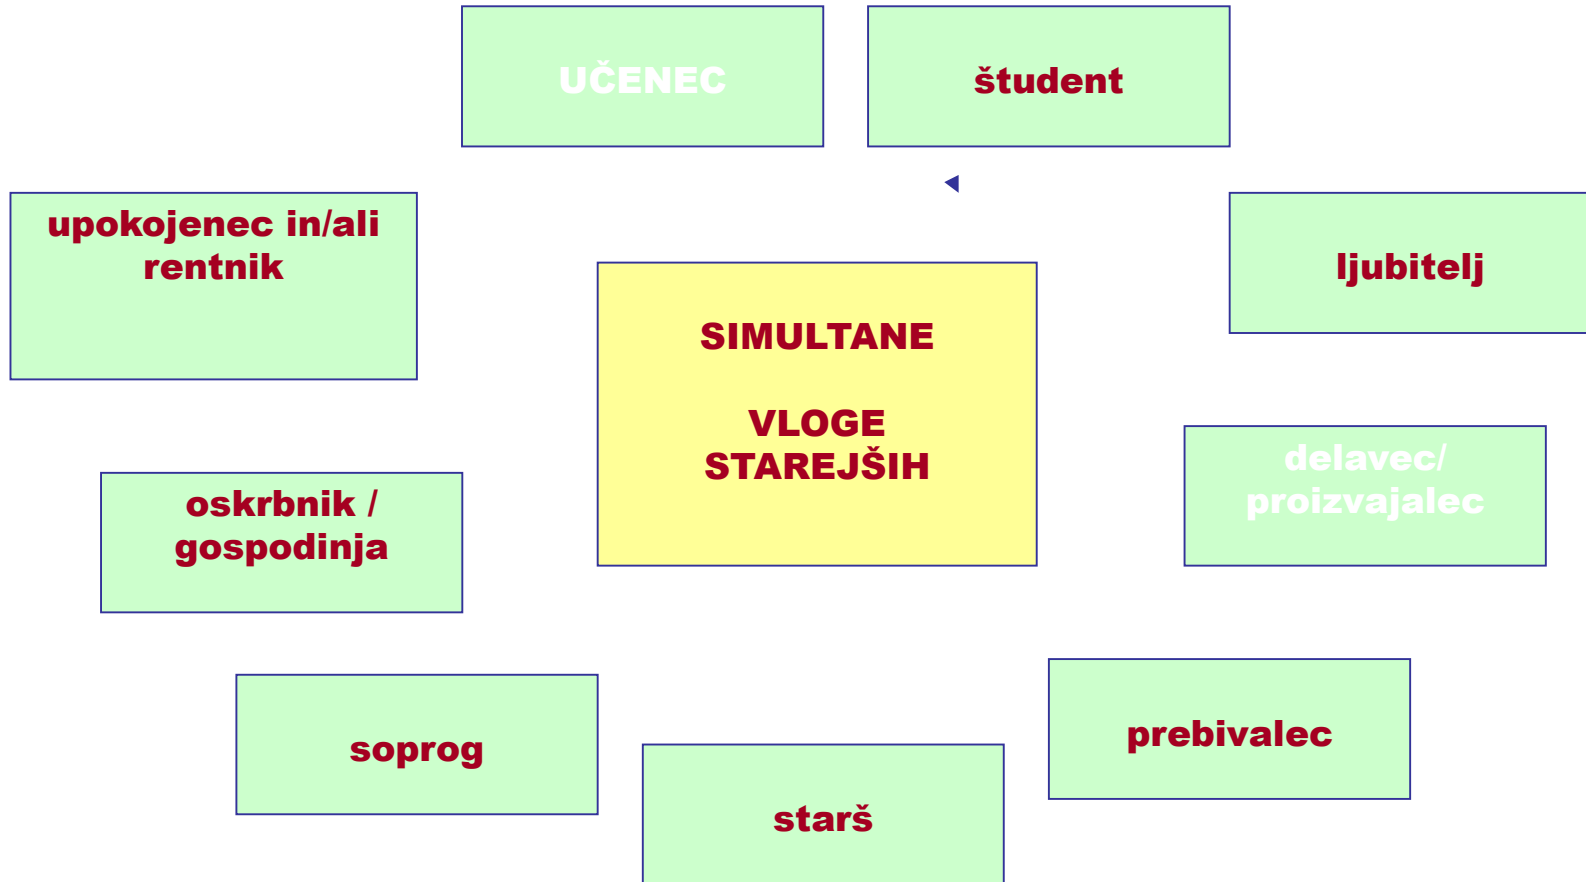 UČENEC
študent
upokojenec in/ali
rentnik
ljubitelj
SIMULTANE
VLOGE
STAREJŠIH
delavec/
proizvajalec
oskrbnik /
gospodinja
soprog
prebivalec
starš